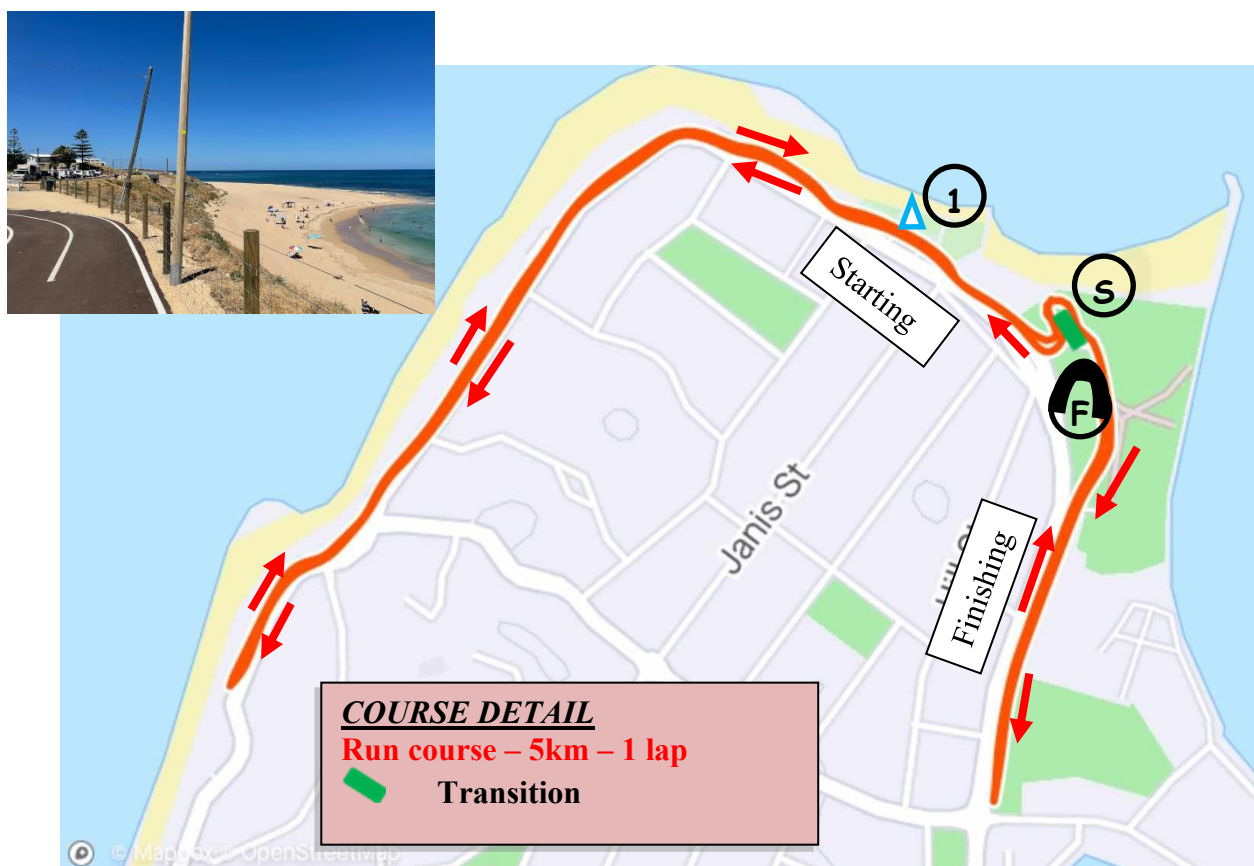 1
S
Starting
F
Janis St
Finishing
COURSE DETAIL
Run course – 5km – 1 lap
Transition
© Mapbox © OpenStreetMap